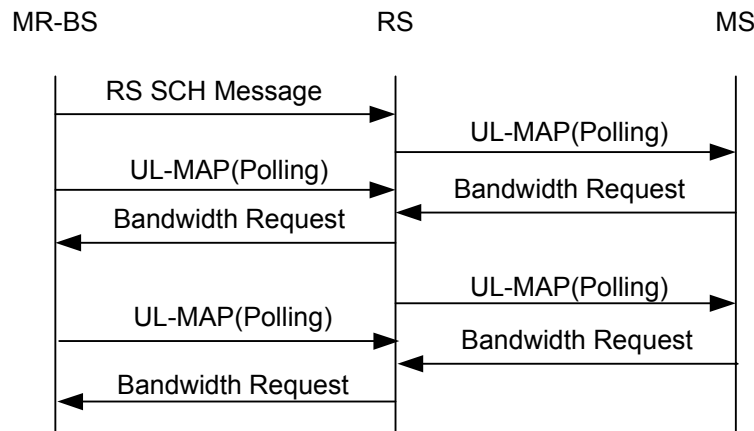 MR-BS RS MS
RS SCH Message
UL-MAP(Polling)
UL-MAP(Polling)
Bandwidth Request
Bandwidth Request
UL-MAP(Polling)
UL-MAP(Polling)
Bandwidth Request
Bandwidth Request